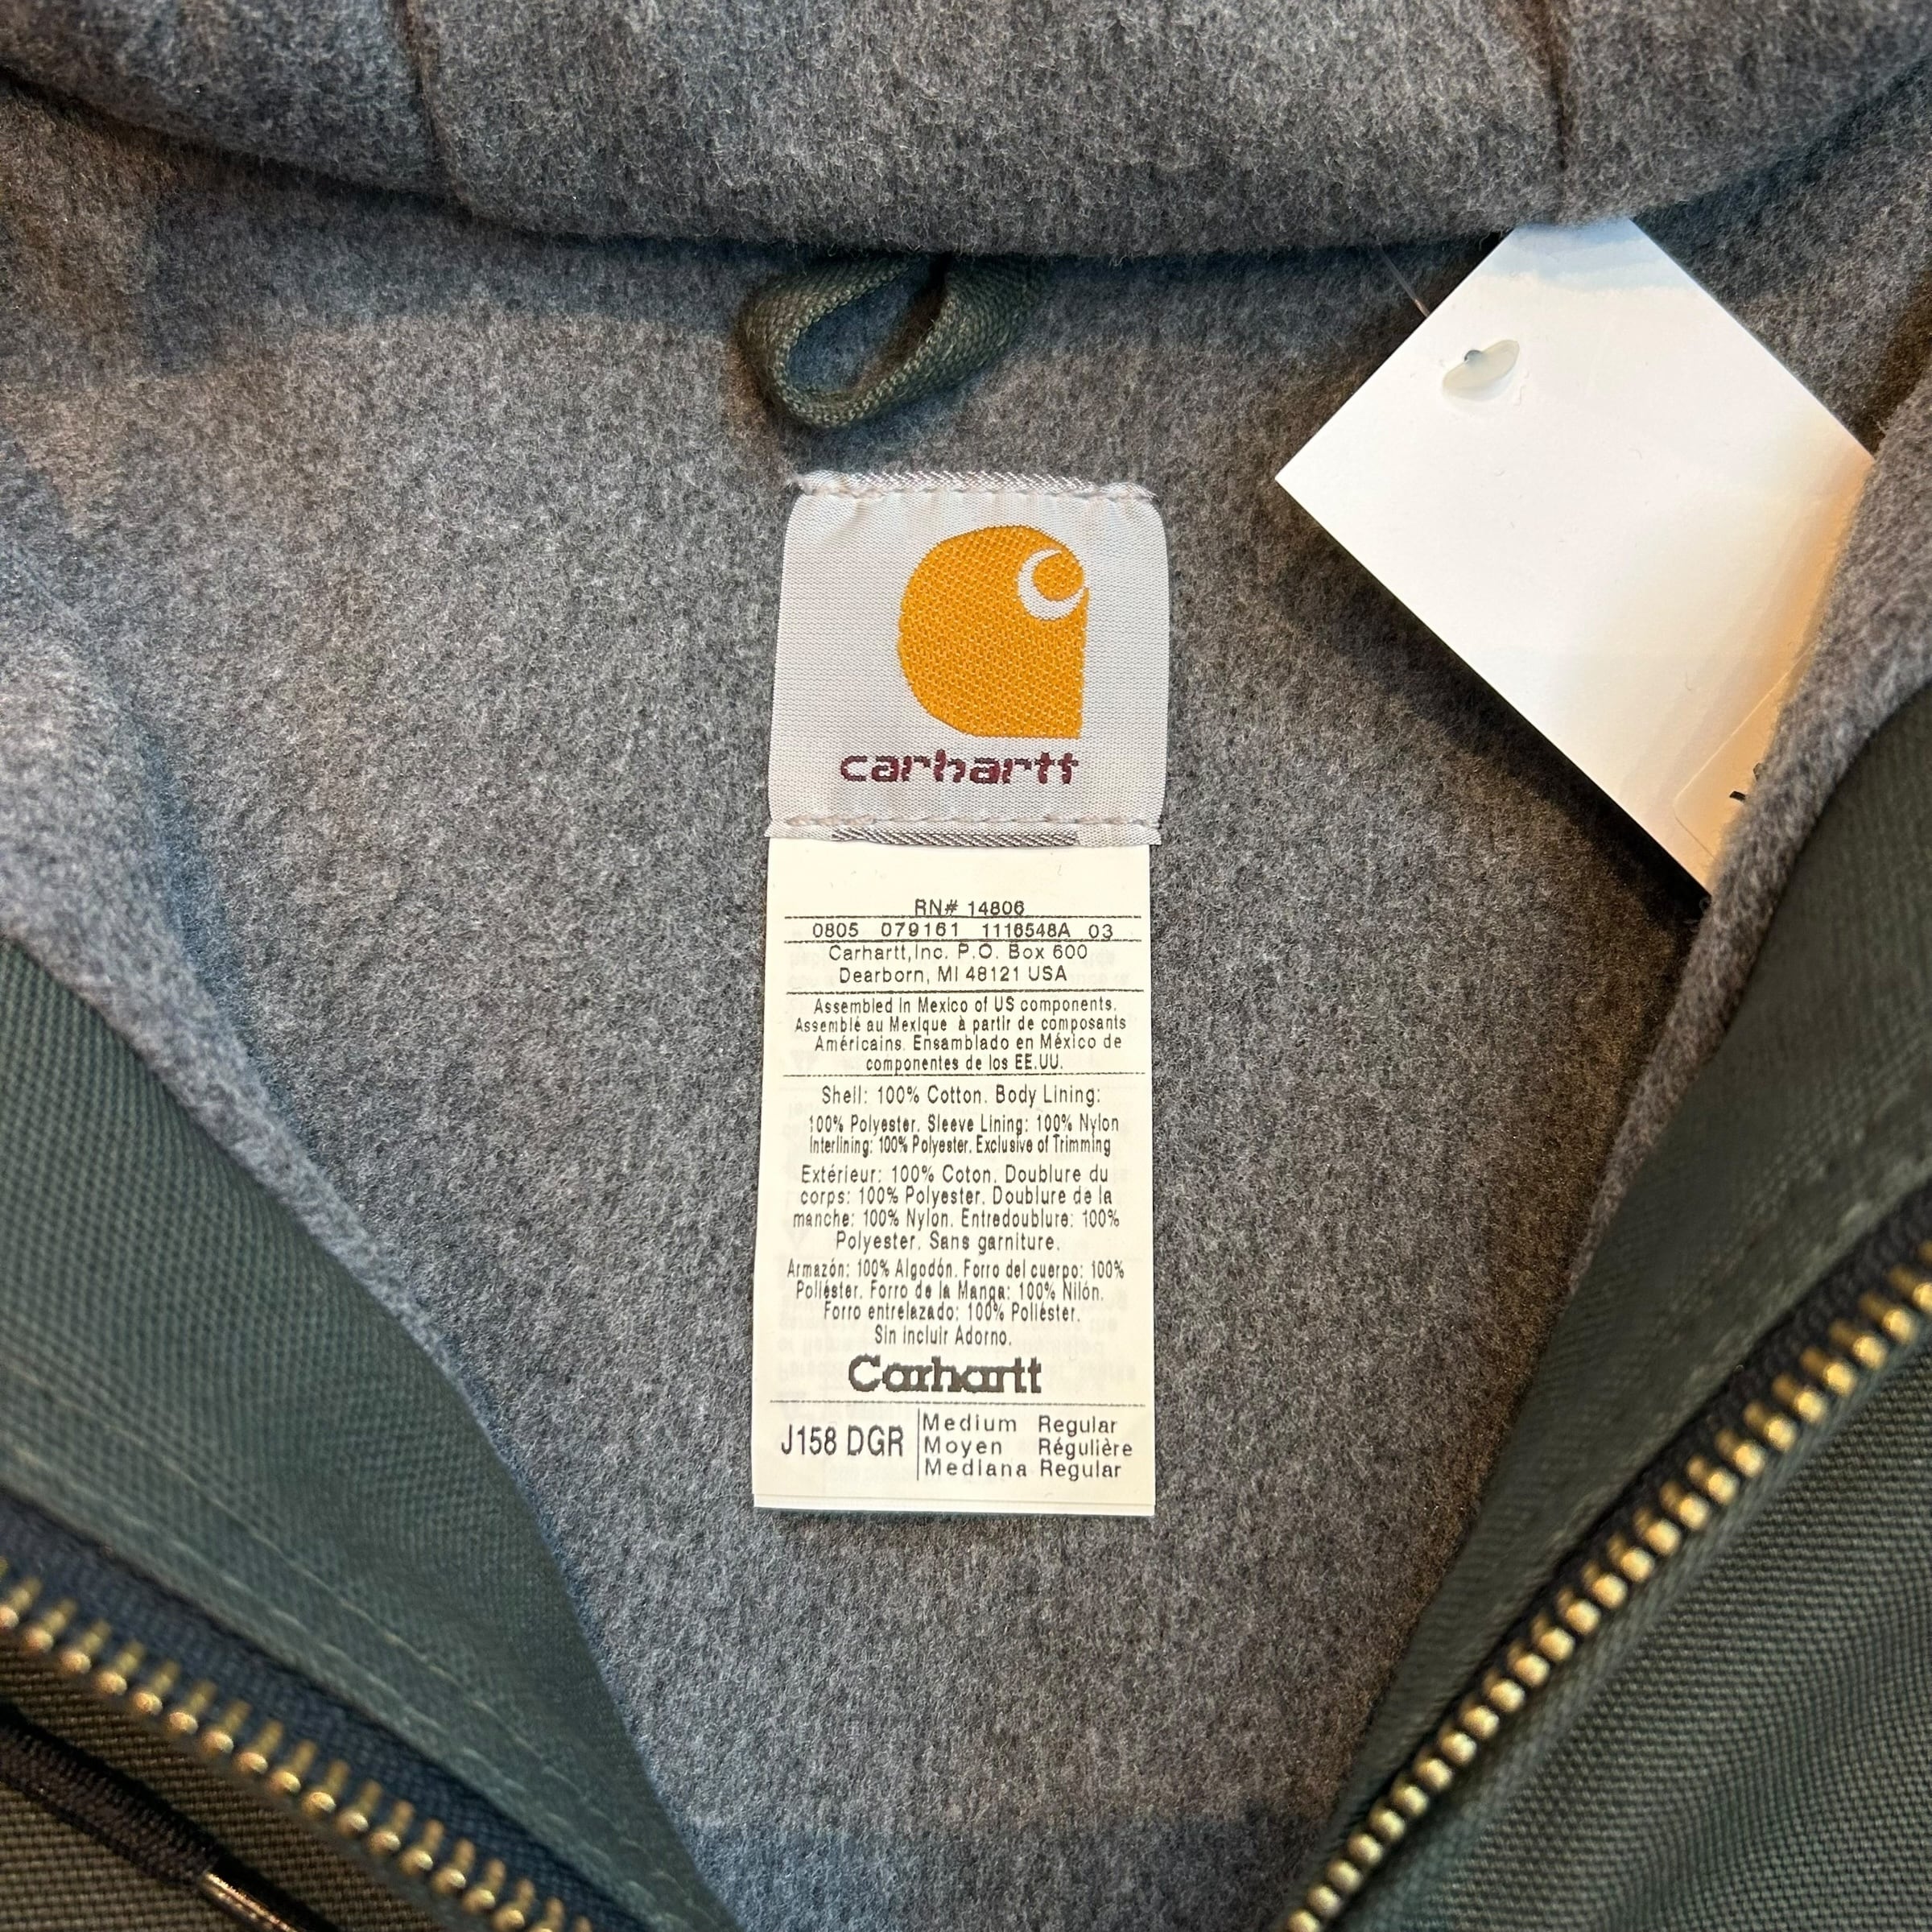 carhartt
RN# 14806
0805 079161 1116548A 03
Carhartt,Inc. P.O. Box 600
Dearborn, MI 48121 USA
Assembled in Mexico of US components.
Assemblé au Mexique à partir de composants
Américains. Ensamblado en México de
componentes de los EE.UU.
Shell: 100% Cotton. Body Lining:
100% Polyester. Sleeve Lining: 100% Nylon
Interlining: 100% Polyester. Exclusive of Trimming
Extérieur: 100% Coton. Doublure du
corps: 100% Polyester. Doublure de la
manche: 100% Nylon. Entredoublure: 100%
Polyester. Sans garniture.
Armazón: 100% Algodón. Forro del cuerpo: 100%
Poliéster. Forro de la Manga: 100% Nilón.
Forro entrelazado: 100% Poliéster.
Sin incluir Adorno.
Carhartt
J158 DGR
Medium Regular
Moyen Régulière
Mediana Regular